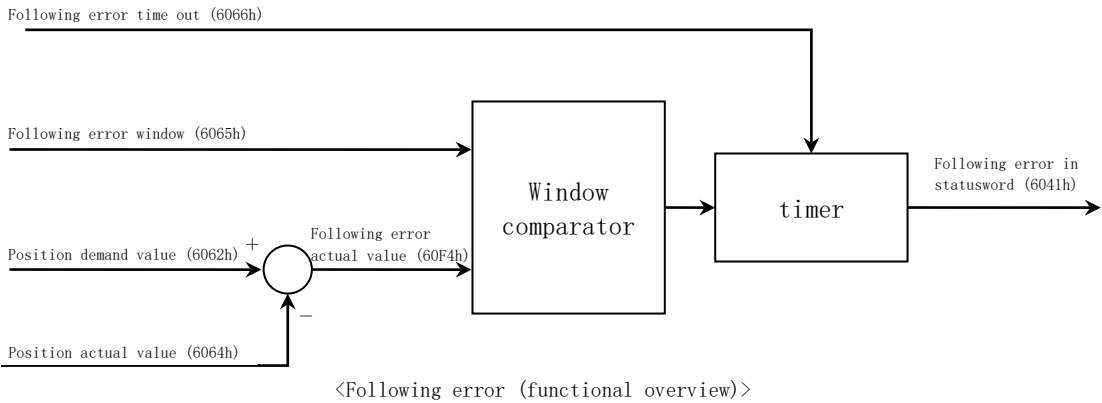 Following error time out (6066h)
Following error window (6065h)
Window
comparator
timer
Following error in
statusword (6041h)
Position demand value (6062h)
+
Following error
actual value (60F4h)
−
Position actual value (6064h)
<Following error (functional overview)>